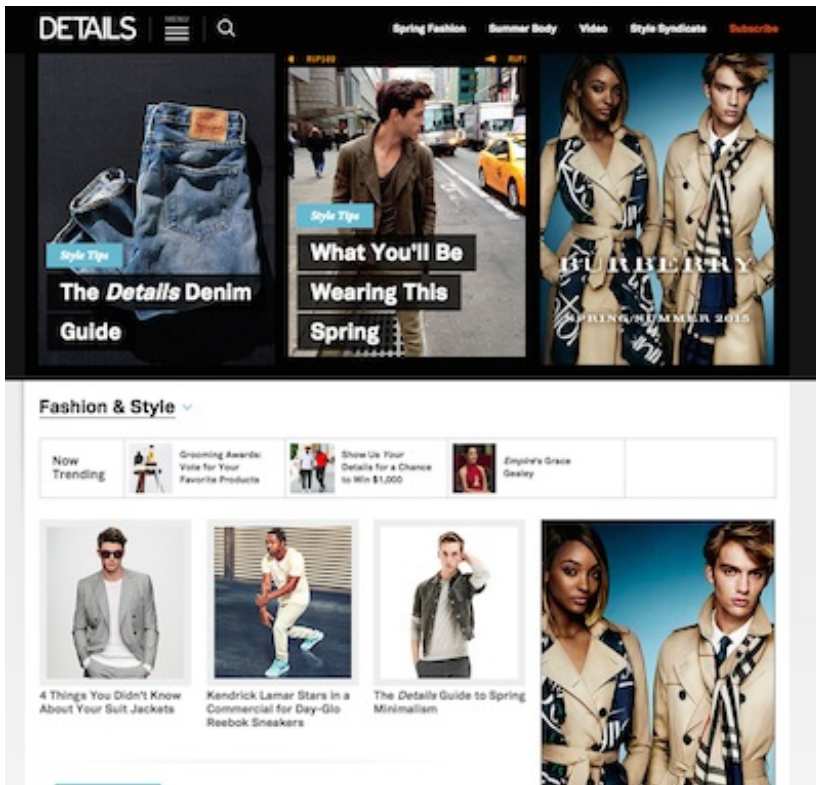 DETAILS
MENU
Spring Fashion
Summer Body
Video
Style Syndicate
Subscribe
Style Tips
The Details Denim
Guide
Style Tips
What You'll Be
Wearing This
Spring
BURBERRY
SPRING/SUMMER 2015
Fashion & Style
Now
Trending
Grooming Awards:
Vote for Your
Favorite Products
Show Us Your
Details for a Chance
to Win $1,000
Empire's Grace
Gealey
4 Things You Didn't Know
About Your Suit Jackets
Kendrick Lamar Stars in a
Commercial for Day-Glo
Reebok Sneakers
The Details Guide to Spring
Minimalism